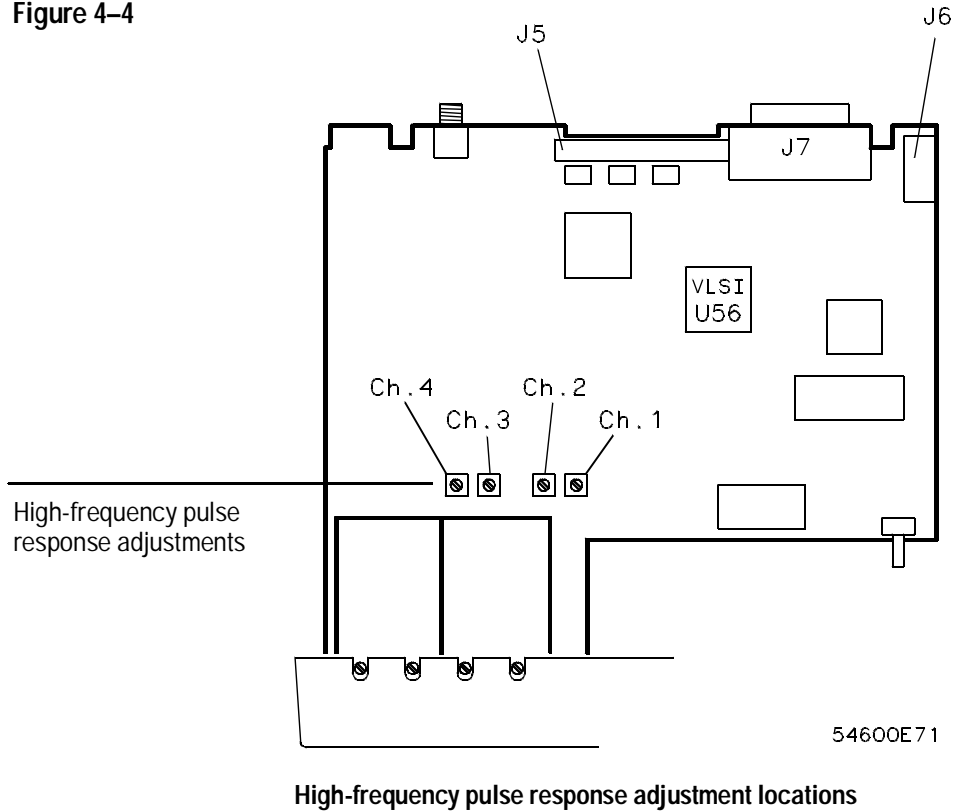 Figure 4–4
J5
J6
J7
VLSI
U56
Ch.4
Ch.3
Ch.2
Ch.1
High-frequency pulse
response adjustments
54600E71
High-frequency pulse response adjustment locations